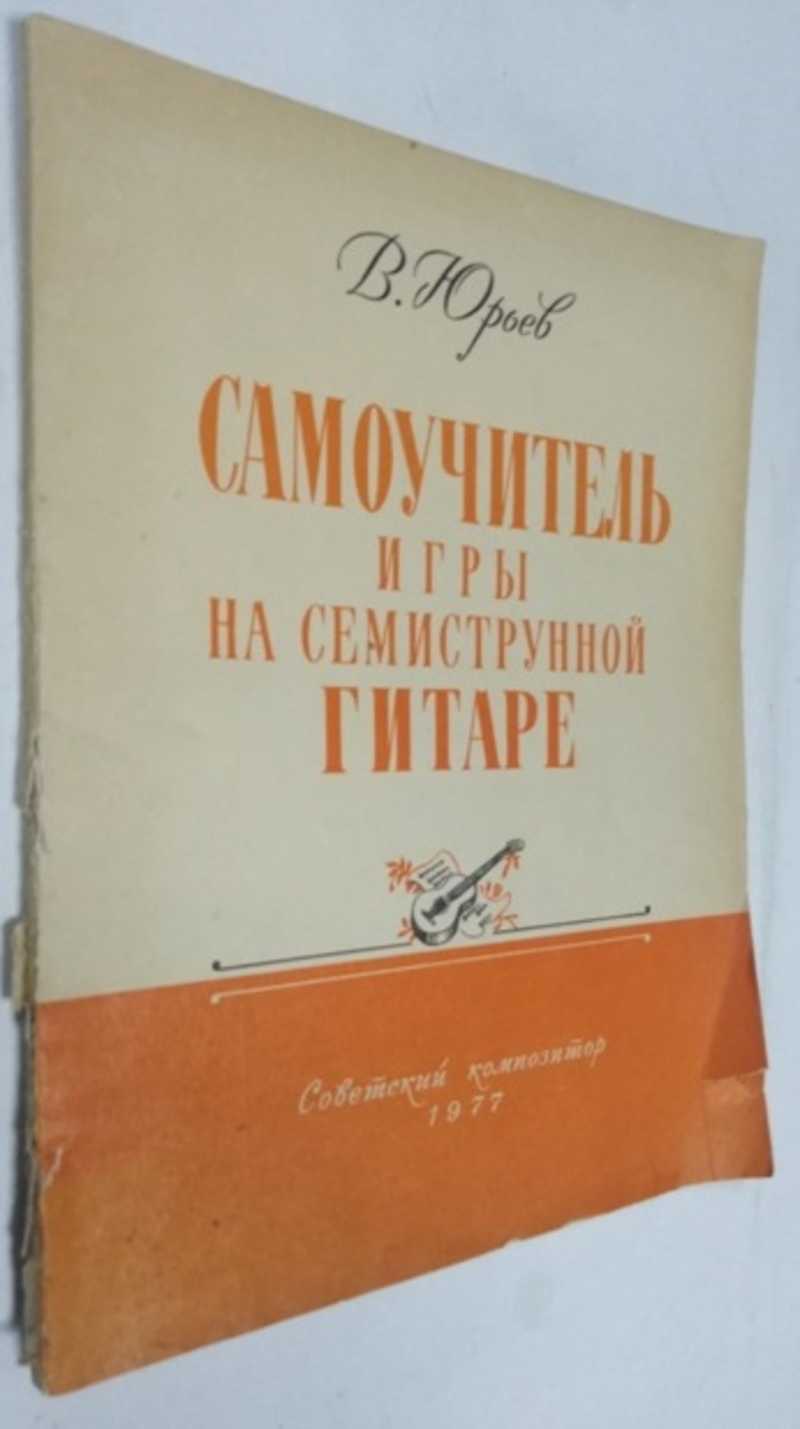 В. Юрьев
САМОУЧИТЕЛЬ
ИГРЫ
НА СЕМИСТРУННОЙ
ГИТАРЕ
Советский композитор
1977